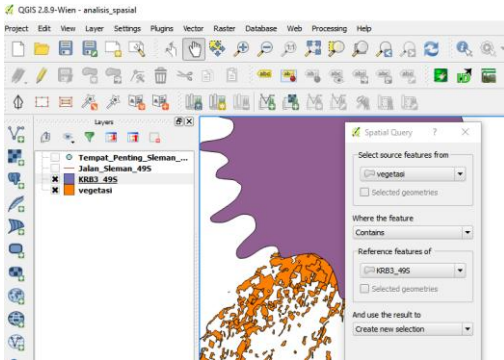 QGIS 2.8.9-Wien - analisis_spasial
Project Edit View Layer Settings Plugins Vector Raster Database Web Processing Help
Layers
Tempat_Penting_Sleman_...
Jalan_Sleman_49S
KRB3_49S
vegetasi
Spatial Query ? ×
Select source features from
vegetasi
Selected geometries
Where the feature
Contains
Reference features of
KRB3_49S
Selected geometries
And use the result to
Create new selection